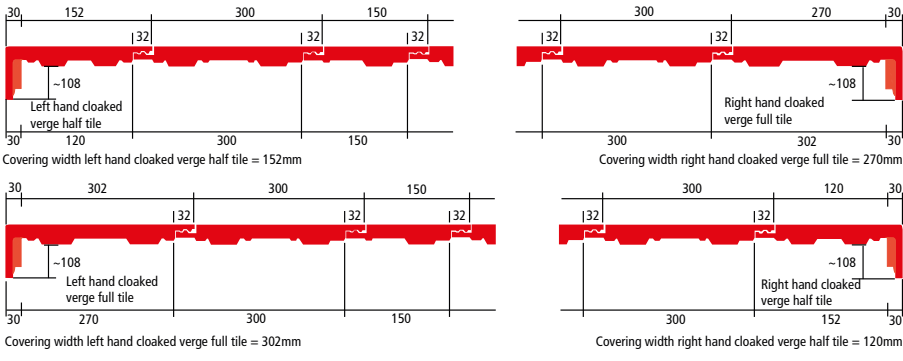 30 152 300 150
32 32 32
~108
Left hand cloaked
verge half tile
30 120 300 150
Covering width left hand cloaked verge half tile = 152mm
300 270 30
32 32
~108
Right hand cloaked
verge full tile
300 302 30
Covering width right hand cloaked verge full tile = 270mm
30 302 300 150
32 32 32
~108
Left hand cloaked
verge full tile
30 270 300 150
Covering width left hand cloaked verge full tile = 302mm
300 120 30
32 32
~108
Right hand cloaked
verge half tile
300 152 30
Covering width right hand cloaked verge half tile = 120mm